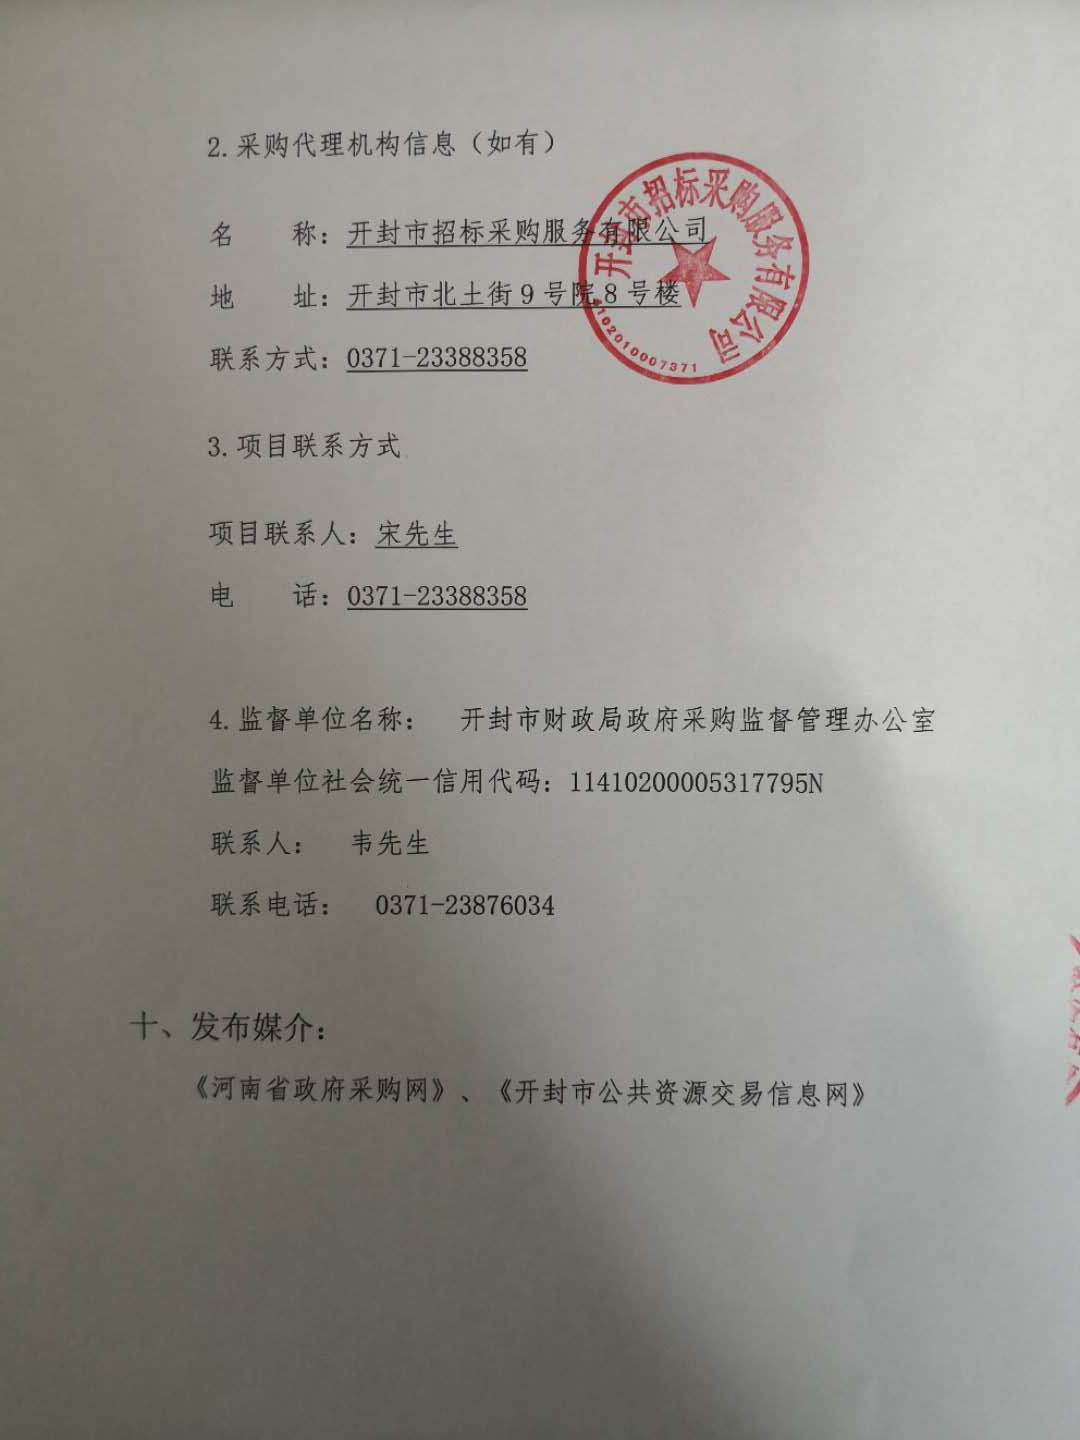 2.采购代理机构信息（如有）
名　　称：开封市招标采购服务有限公司
地　　址：开封市北土街9号院8号楼
联系方式：0371-23388358
开封市招标采购服务有限公司
4102010007371
3.项目联系方式
项目联系人：宋先生
电　　话：0371-23388358
4.监督单位名称：　开封市财政局政府采购监督管理办公室
监督单位社会统一信用代码：11410200005317795N
联系人：　韦先生
联系电话：　0371-23876034
十、发布媒介：
《河南省政府采购网》、《开封市公共资源交易信息网》